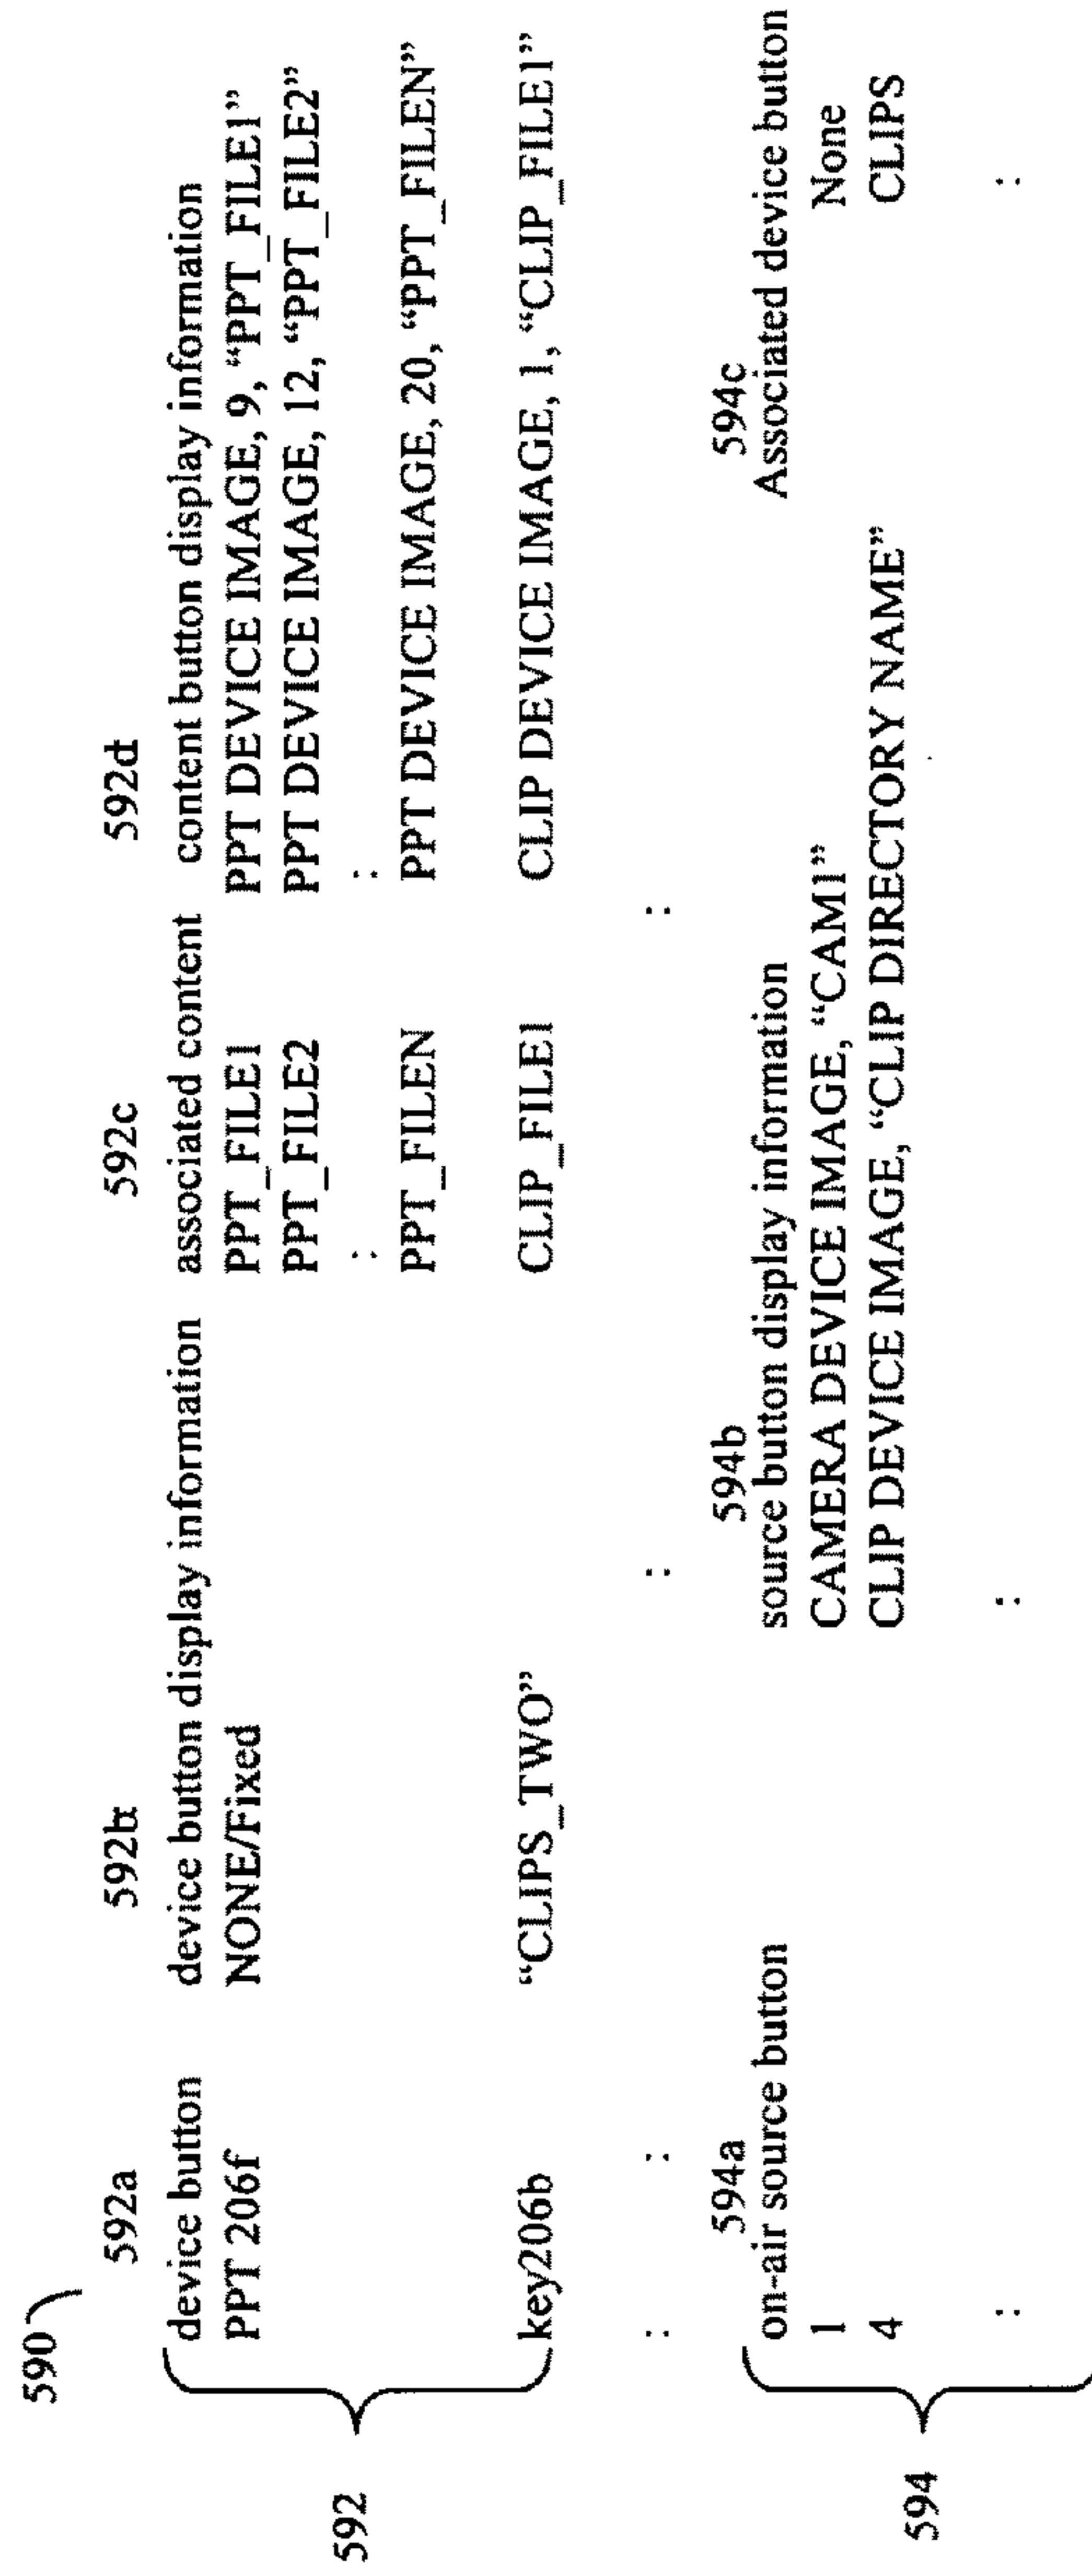 590
592a 592b 592c 592d
device button device button display information associated content content button display information
PPT 206f NONE/Fixed PPT_FILE1 PPT DEVICE IMAGE, 9, “PPT_FILE1”
PPT_FILE2 PPT DEVICE IMAGE, 12, “PPT_FILE2”
: :
PPT_FILEN PPT DEVICE IMAGE, 20, “PPT_FILEN”
592
key206b “CLIPS_TWO” CLIP_FILE1 CLIP DEVICE IMAGE, 1, “CLIP_FILE1”
: : : :
594a 594b 594c
on-air source button source button display information Associated device button
1 CAMERA DEVICE IMAGE, “CAM1” None
4 CLIP DEVICE IMAGE, “CLIP DIRECTORY NAME” CLIPS
594
: : :